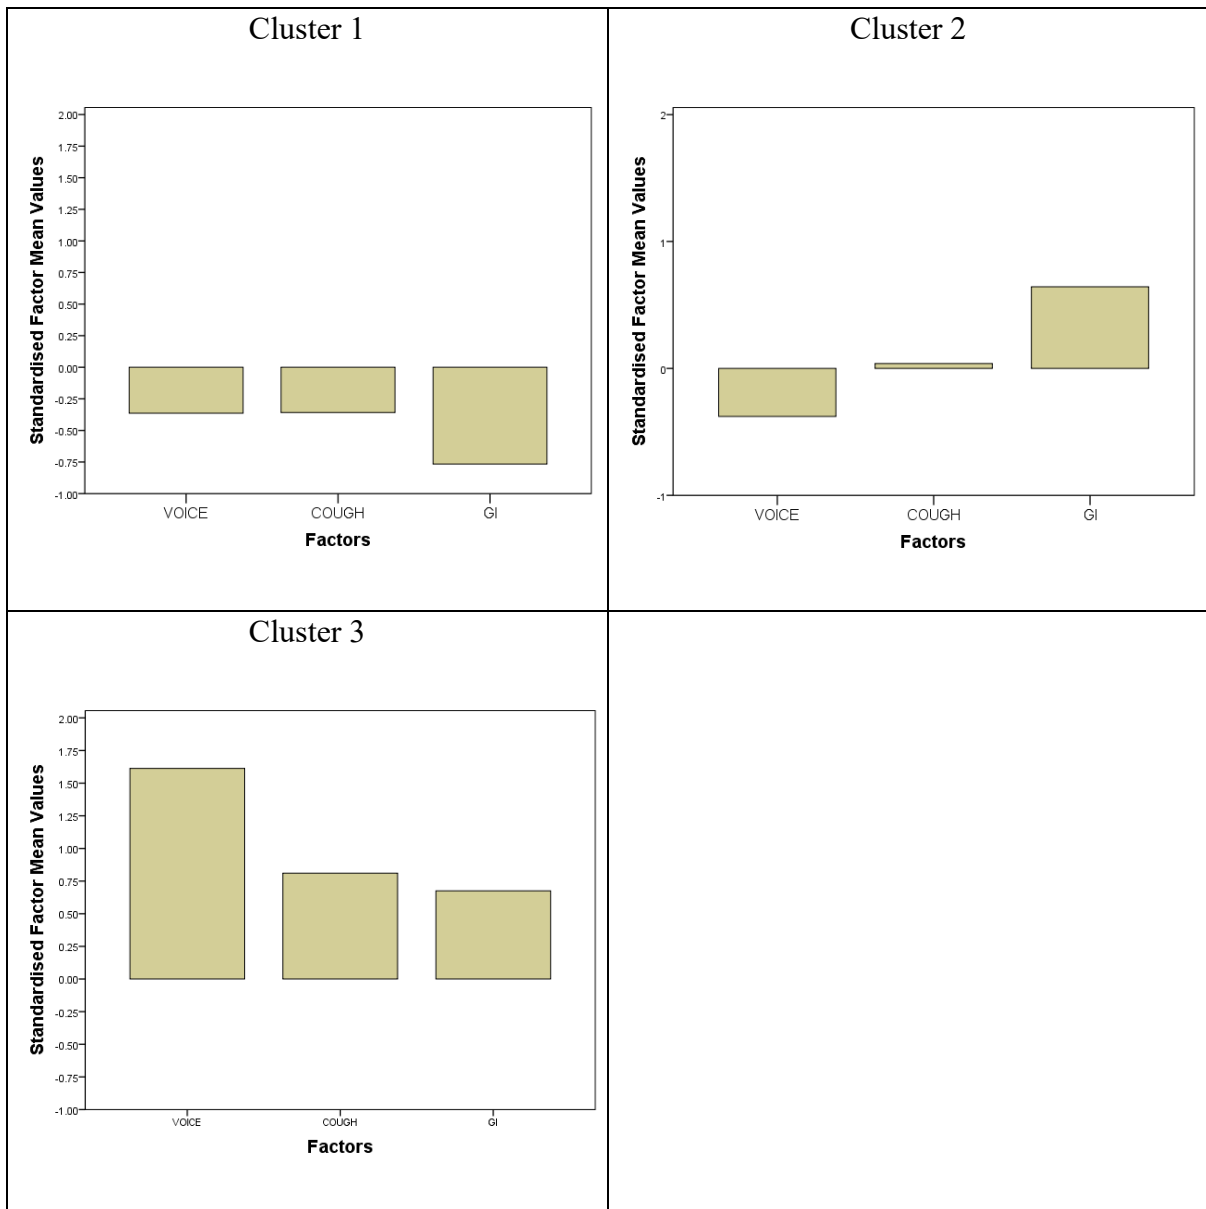 Cluster 1
Standardised Factor Mean Values
2.00
1.75
1.50
1.25
1.00
0.75
0.50
0.25
0.00
-0.25
-0.50
-0.75
-1.00
VOICE COUGH GI
Factors
Cluster 2
Standardised Factor Mean Values
2
1
0
-1
VOICE COUGH GI
Factors
Cluster 3
Standardised Factor Mean Values
2.00
1.75
1.50
1.25
1.00
0.75
0.50
0.25
0.00
-0.25
-0.50
-0.75
-1.00
VOICE COUGH GI
Factors